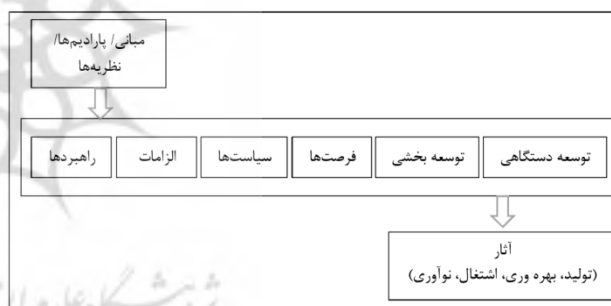 مبانی/ پارادیم‌ها/
نظریه‌ها
راهبردها
الزامات
سیاست‌ها
فرصت‌ها
توسعه بخشی
توسعه دستگاهی
آثار
(تولید، بهره وری، اشتغال، نوآوری)